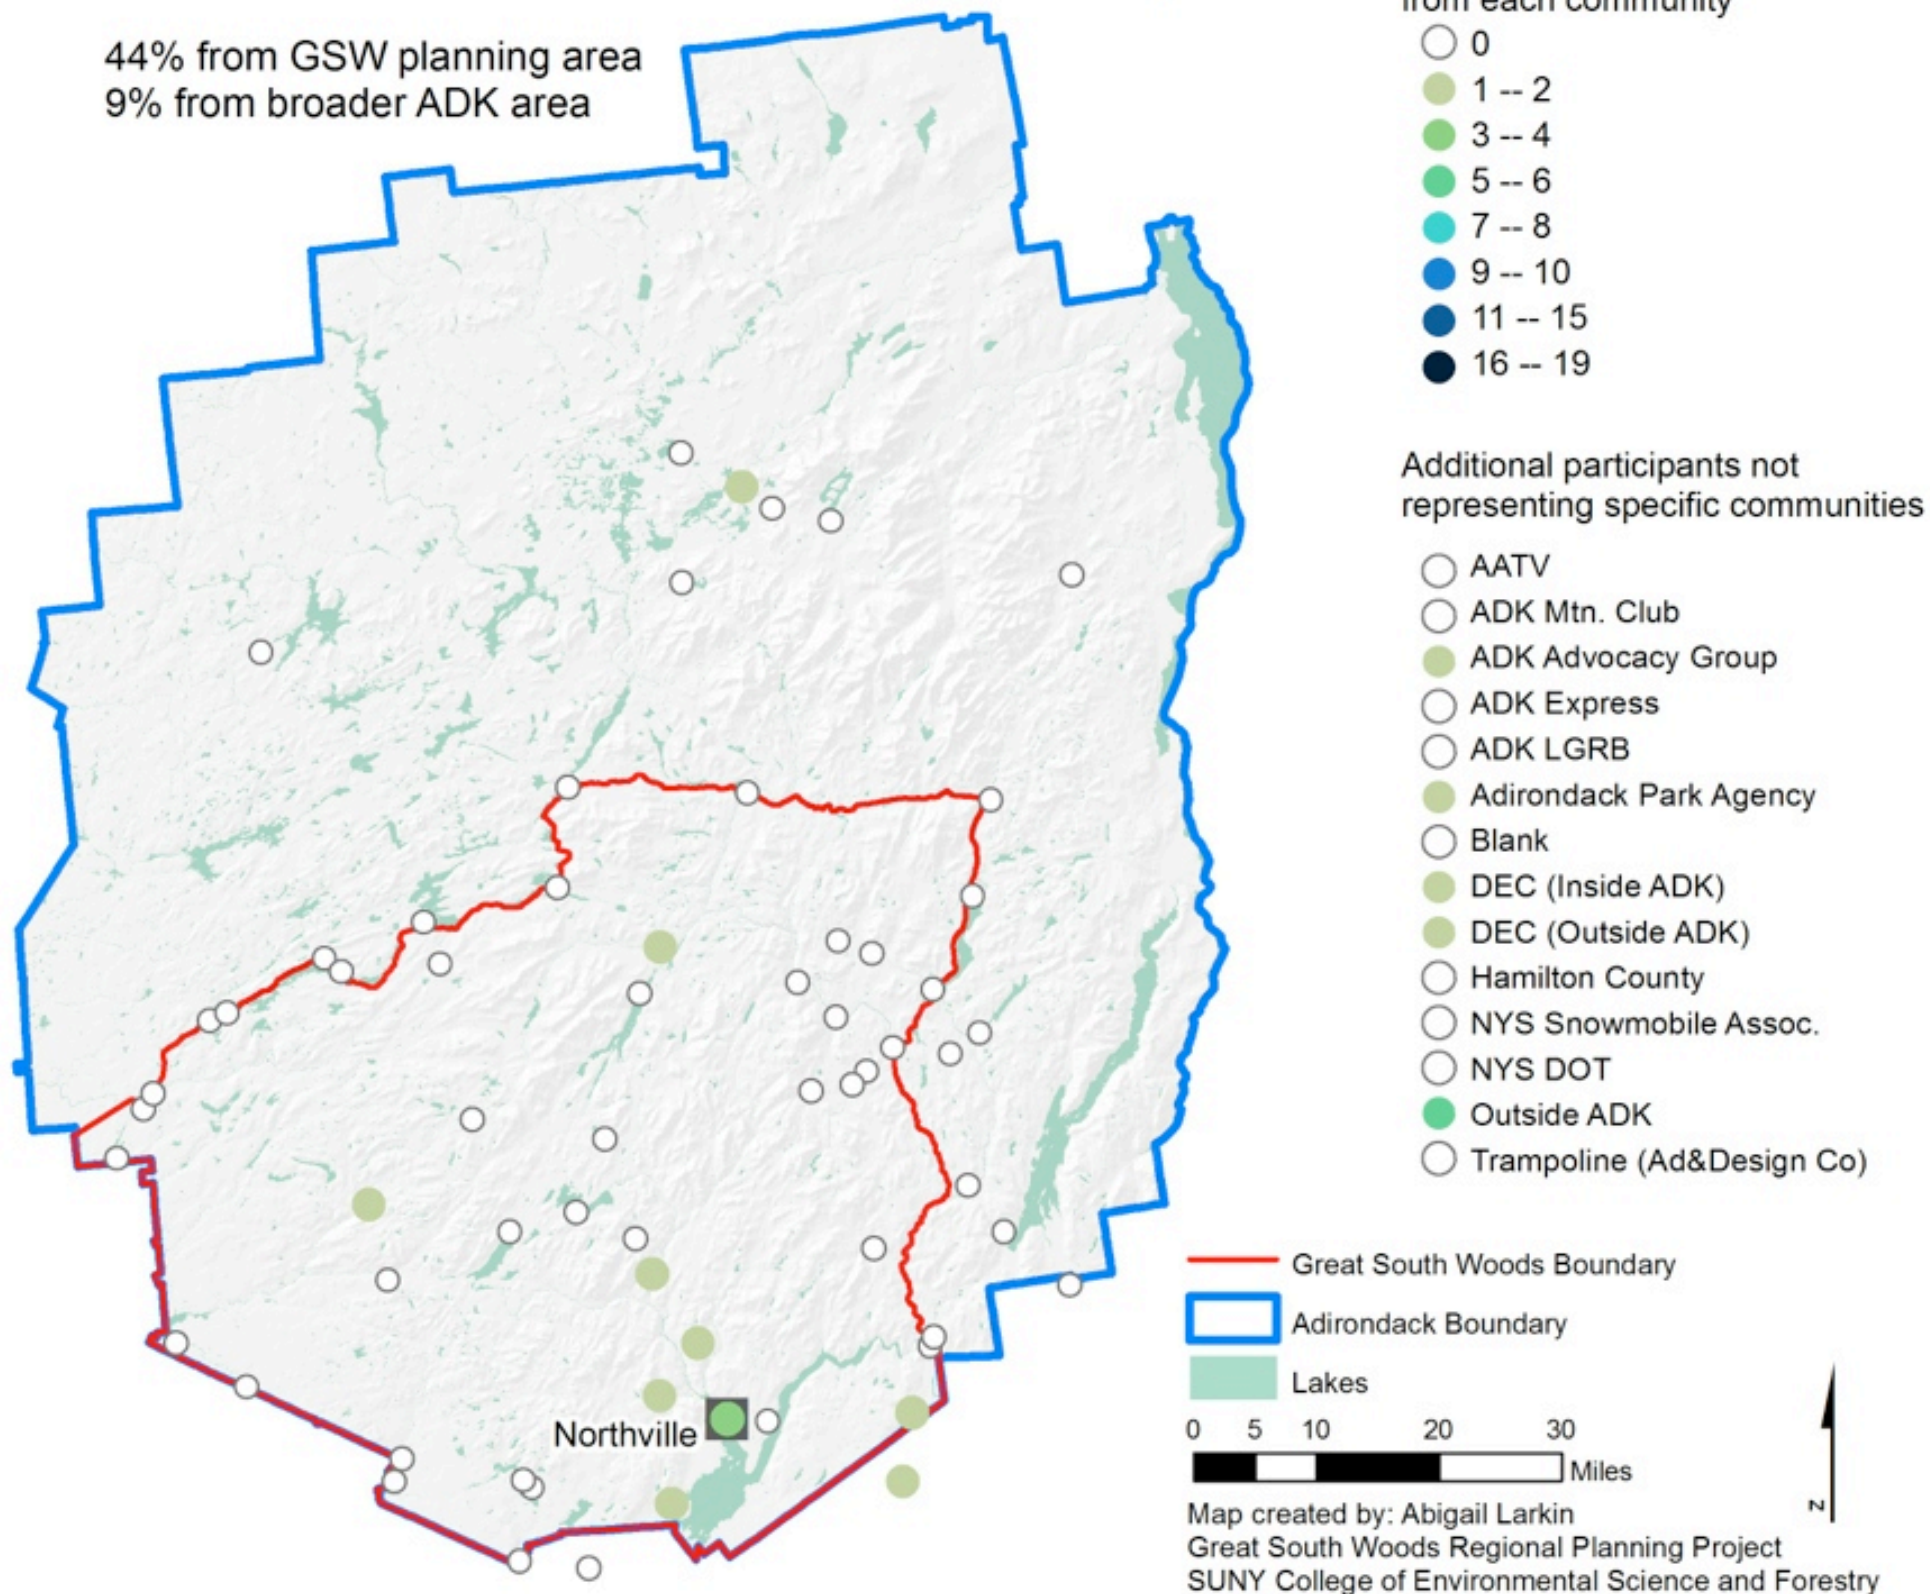 from each community
44% from GSW planning area
9% from broader ADK area
0
1 -- 2
3 -- 4
5 -- 6
7 -- 8
9 -- 10
11 -- 15
16 -- 19
Additional participants not
representing specific communities
AATV
ADK Mtn. Club
ADK Advocacy Group
ADK Express
ADK LGRB
Adirondack Park Agency
Blank
DEC (Inside ADK)
DEC (Outside ADK)
Hamilton County
NYS Snowmobile Assoc.
NYS DOT
Outside ADK
Trampoline (Ad&Design Co)
Northville
Great South Woods Boundary
Adirondack Boundary
Lakes
0 5 10 20 30
Miles
N
Map created by: Abigail Larkin
Great South Woods Regional Planning Project
SUNY College of Environmental Science and Forestry